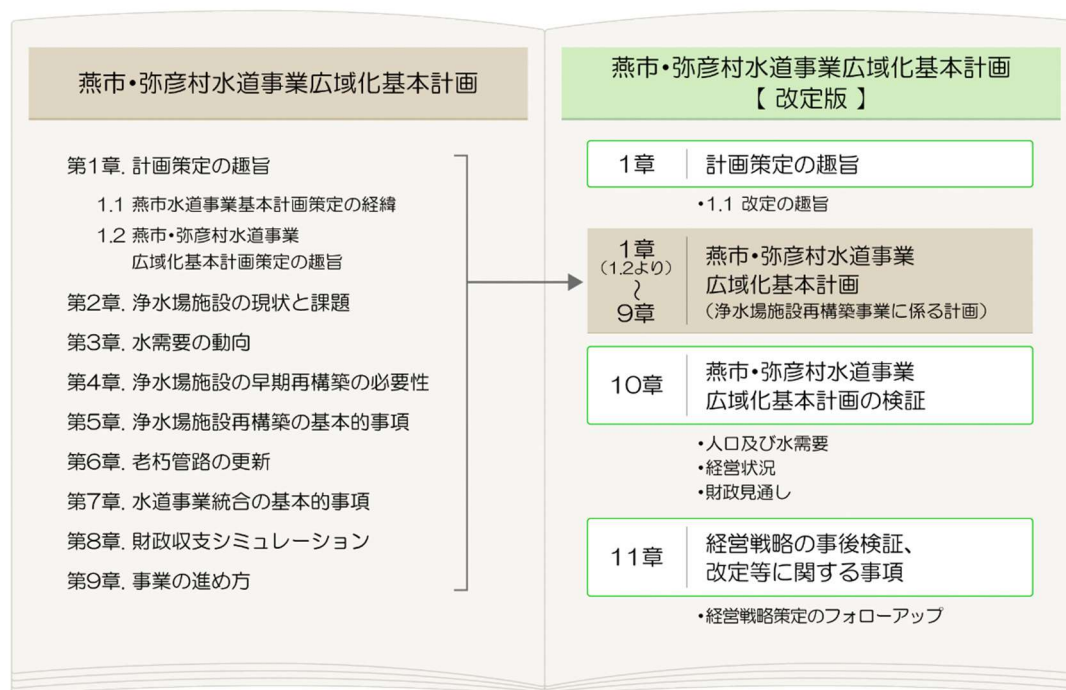 燕市・弥彦村水道事業広域化基本計画
第1章. 計画策定の趣旨
1.1 燕市水道事業基本計画策定の経緯
1.2 燕市・弥彦村水道事業
広域化基本計画策定の趣旨
第2章. 浄水場施設の現状と課題
第3章. 水需要の動向
第4章. 浄水場施設の早期再構築の必要性
第5章. 浄水場施設再構築の基本的事項
第6章. 老朽管路の更新
第7章. 水道事業統合の基本的事項
第8章. 財政収支シミュレーション
第9章. 事業の進め方
燕市・弥彦村水道事業広域化基本計画
【 改定版 】
1章 計画策定の趣旨
・1.1 改定の趣旨
1章
(1.2より)
〜
9章
燕市・弥彦村水道事業
広域化基本計画
(浄水場施設再構築事業に係る計画)
10章
燕市・弥彦村水道事業
広域化基本計画の検証
・人口及び水需要
・経営状況
・財政見通し
11章
経営戦略の事後検証、
改定等に関する事項
・経営戦略策定のフォローアップ